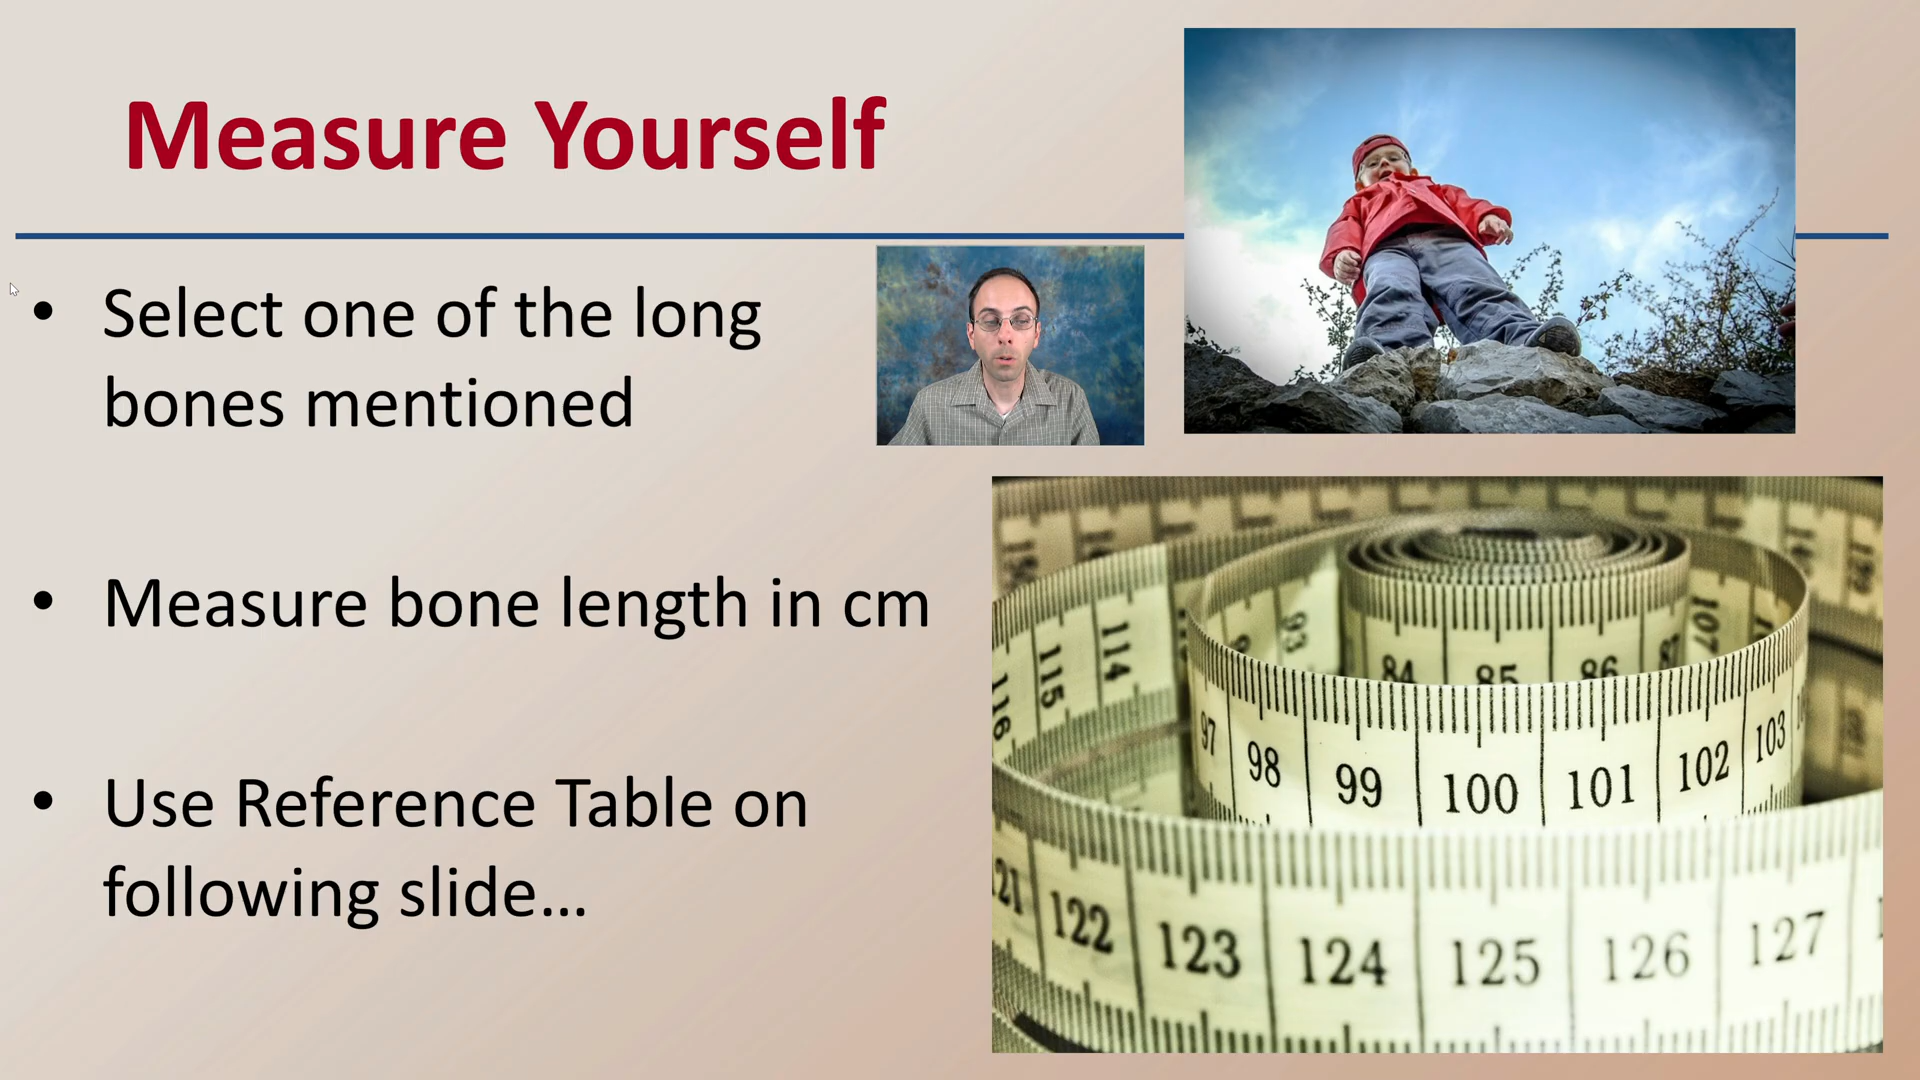 Measure Yourself
• Select one of the long
bones mentioned
• Measure bone length in cm
• Use Reference Table on
following slide…
114
115
116
93
84 85 86 87
107
97 98 99 100 101 102 103
122 123 124 125 126 127